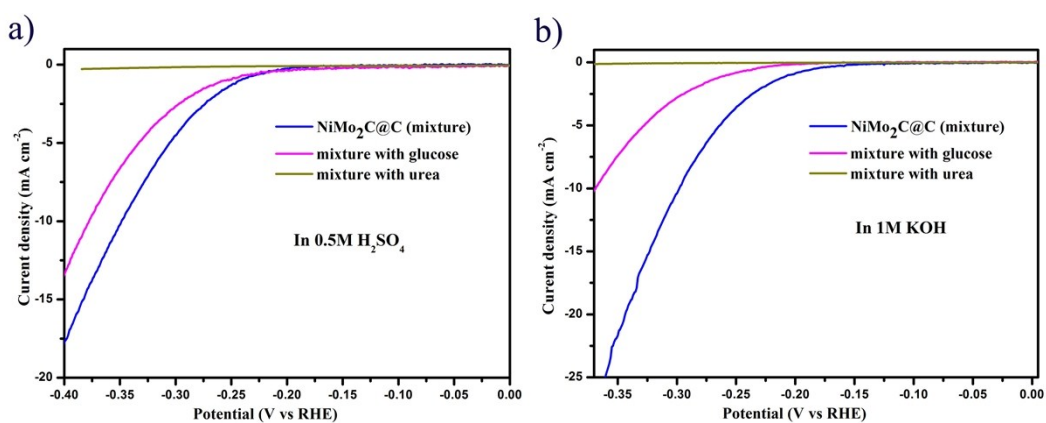 a)
0
-5
-10
-15
-20
-0.40 -0.35 -0.30 -0.25 -0.20 -0.15 -0.10 -0.05 0.00
Potential (V vs RHE)
Curent density (mA cm⁻²)
NiMo₂C@C (mixture)
mixture with glucose
mixture with urea
In 0.5M H₂SO₄
b)
0
-5
-10
-15
-20
-25
-0.35 -0.30 -0.25 -0.20 -0.15 -0.10 -0.05 0.00
Potential (V vs RHE)
Curent density (mA cm⁻²)
NiMo₂C@C (mixture)
mixture with glucose
mixture with urea
In 1M KOH